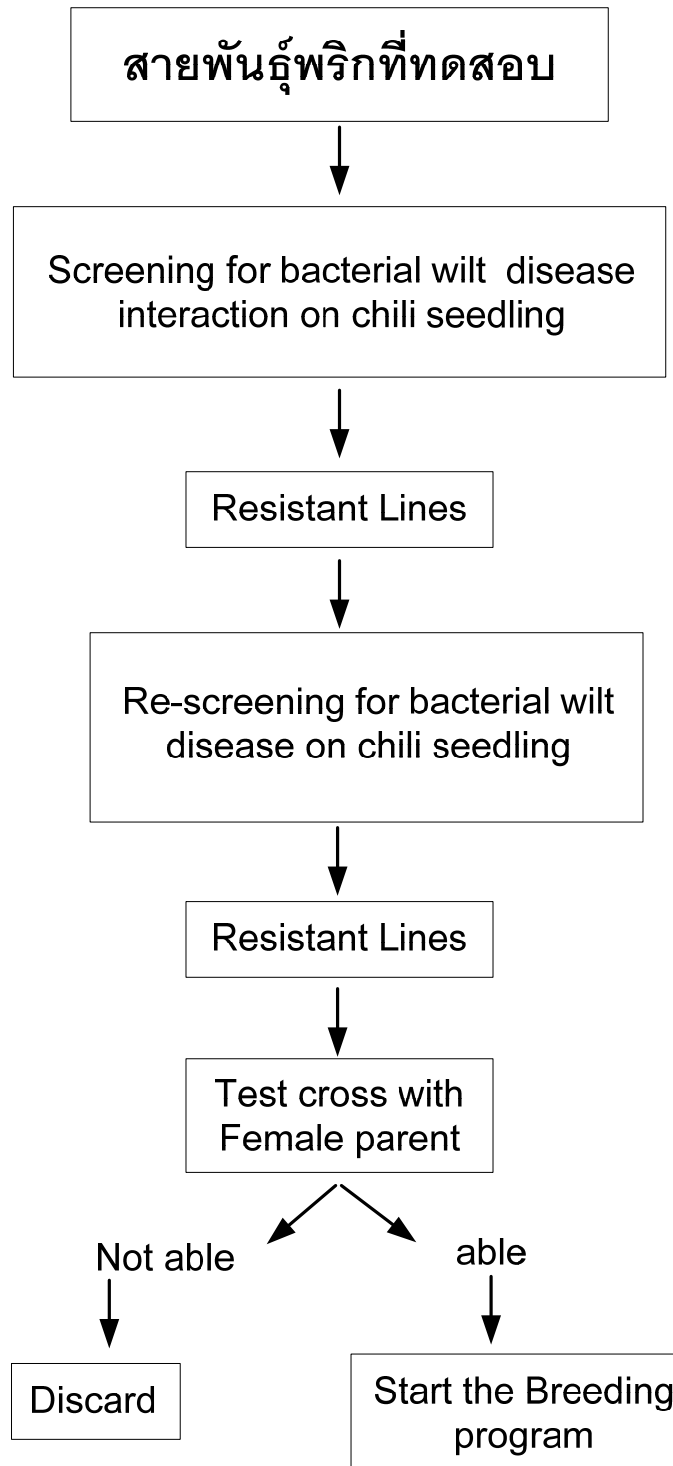 สายพันธุ์พริกที่ทดสอบ
Screening for bacterial wilt disease
interaction on chili seedling
Resistant Lines
Re-screening for bacterial wilt
disease on chili seedling
Resistant Lines
Test cross with
Female parent
Not able
able
Discard
Start the Breeding
program